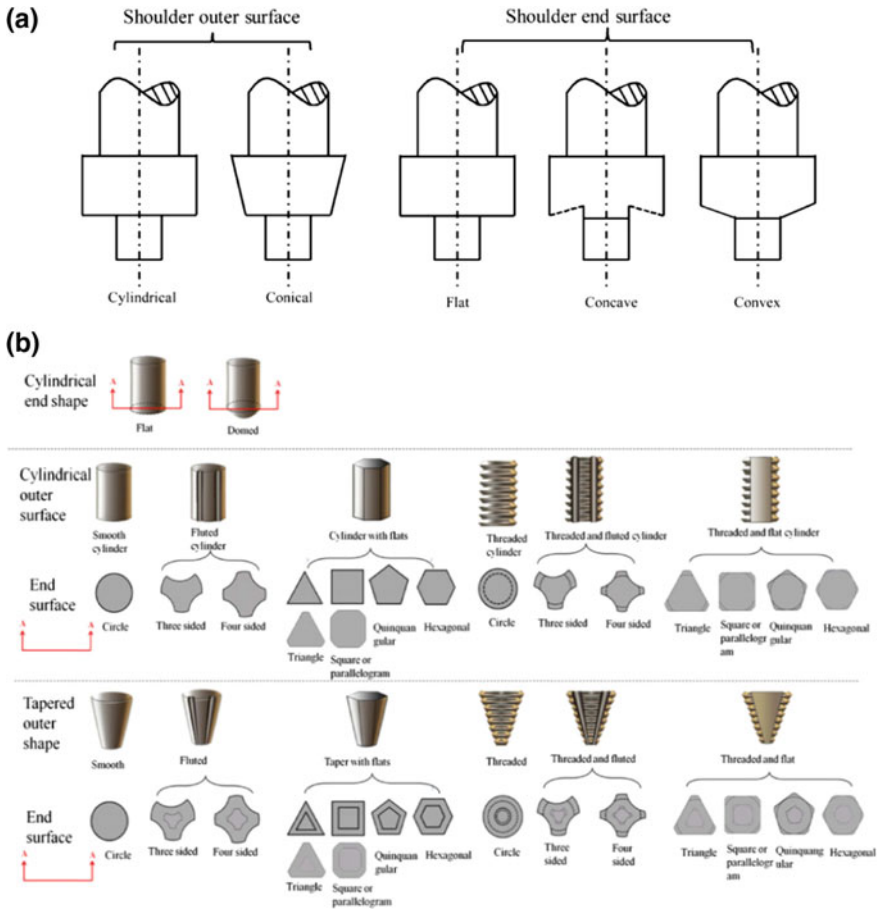 (a)
Shoulder outer surface
Shoulder end surface
Cylindrical
Conical
Flat
Concave
Convex
(b)
Cylindrical
end shape
A
A
A
A
Flat
Domed
Cylindrical
outer
surface
Smooth
cylinder
Fluted
cylinder
Cylinder with flats
Threaded
cylinder
Threaded and fluted cylinder
Threaded and flat cylinder
End
surface
A
A
Circle
Three sided
Four sided
Triangle
Square or
parallelogram
Quinquan
gular
Hexagonal
Circle
Three sided
Four sided
Triangle
Square or
parallelogr
am
Quinquan
gular
Hexagonal
Tapered
outer
shape
Smooth
Fluted
Taper with flats
Threaded
Threaded and fluted
Threaded and flat
End
surface
A
A
Circle
Three sided
Four sided
Triangle
Square or
parallelogram
Quinquan
gular
Hexagonal
Circle
Three
sided
Four
sided
Triangle
Square or
parallelogr
am
Quinquang
ular
Hexagonal